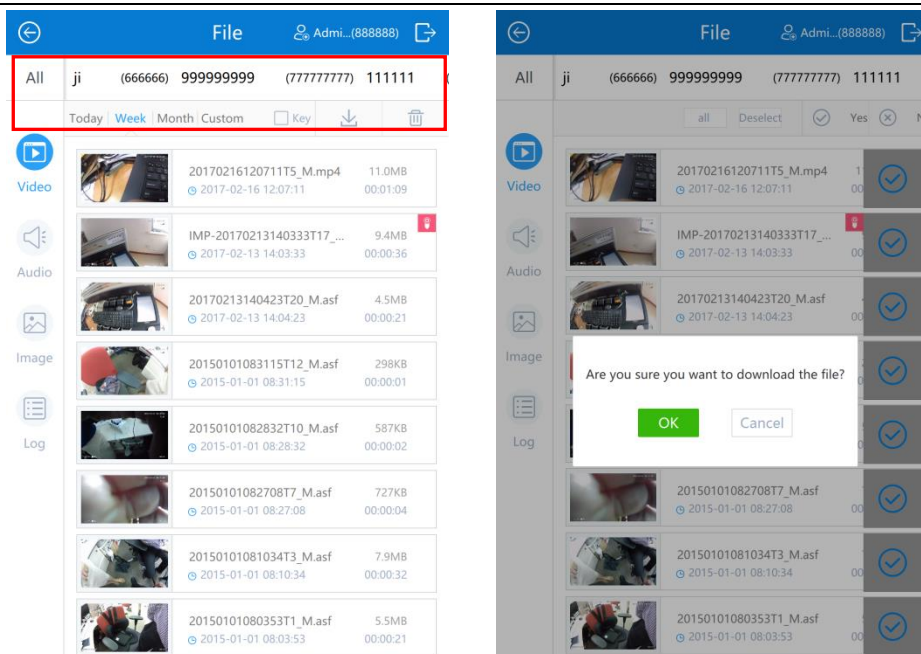 File Admi...(888888)
All ji (666666) 999999999 (777777777) 111111
Today Week Month Custom Key
Video
Audio
Image
Log
20170216120711T5_M.mp4 11.0MB
2017-02-16 12:07:11 00:01:09
IMP-20170213140333T17_... 9.4MB
2017-02-13 14:03:33 00:00:36
20170213140423T20_M.asf 4.5MB
2017-02-13 14:04:23 00:00:21
20150101083115T12_M.asf 298KB
2015-01-01 08:31:15 00:00:01
20150101082832T10_M.asf 587KB
2015-01-01 08:28:32 00:00:02
20150101082708T7_M.asf 727KB
2015-01-01 08:27:08 00:00:04
20150101081034T3_M.asf 7.9MB
2015-01-01 08:10:34 00:00:32
20150101080353T1_M.asf 5.5MB
2015-01-01 08:03:53 00:00:21
File Admi...(888888)
All ji (666666) 999999999 (777777777) 111111
all Deselect Yes
Video
Audio
Image
Log
20170216120711T5_M.mp4
2017-02-16 12:07:11 00
IMP-20170213140333T17_...
2017-02-13 14:03:33 00
20170213140423T20_M.asf
2017-02-13 14:04:23 00
Are you sure you want to download the file?
OK Cancel
20150101082708T7_M.asf
2015-01-01 08:27:08 00
20150101081034T3_M.asf
2015-01-01 08:10:34 00
20150101080353T1_M.asf
2015-01-01 08:03:53 00